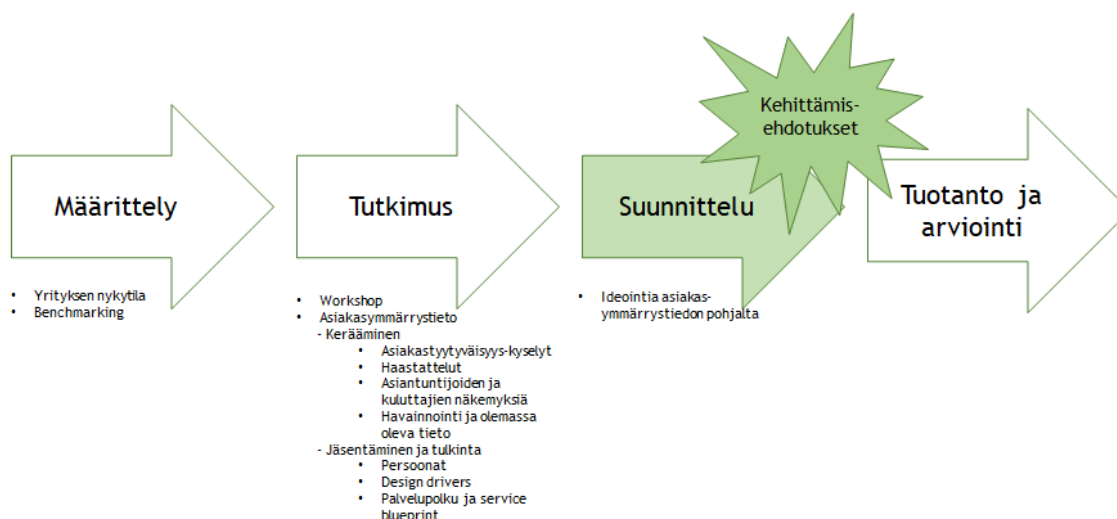 Kehittämis-
ehdotukset
Määrittely
Tutkimus
Suunnittelu
Tuotanto ja
arviointi
• Yrityksen nykytila
• Benchmarking
• Workshop
• Asiakasymmärrystieto
- Kerääminen
• Asiakastyytyväisyys-kyselyt
• Haastattelut
• Asiantuntijoiden ja
kuluttajien näkemyksiä
• Havainnointi ja olemassa
oleva tieto
- Jäsentäminen ja tulkinta
• Persoonat
• Design drivers
• Palvelupolku ja service
blueprint
• Ideointia asiakas-
ymmärrystiedon pohjalta